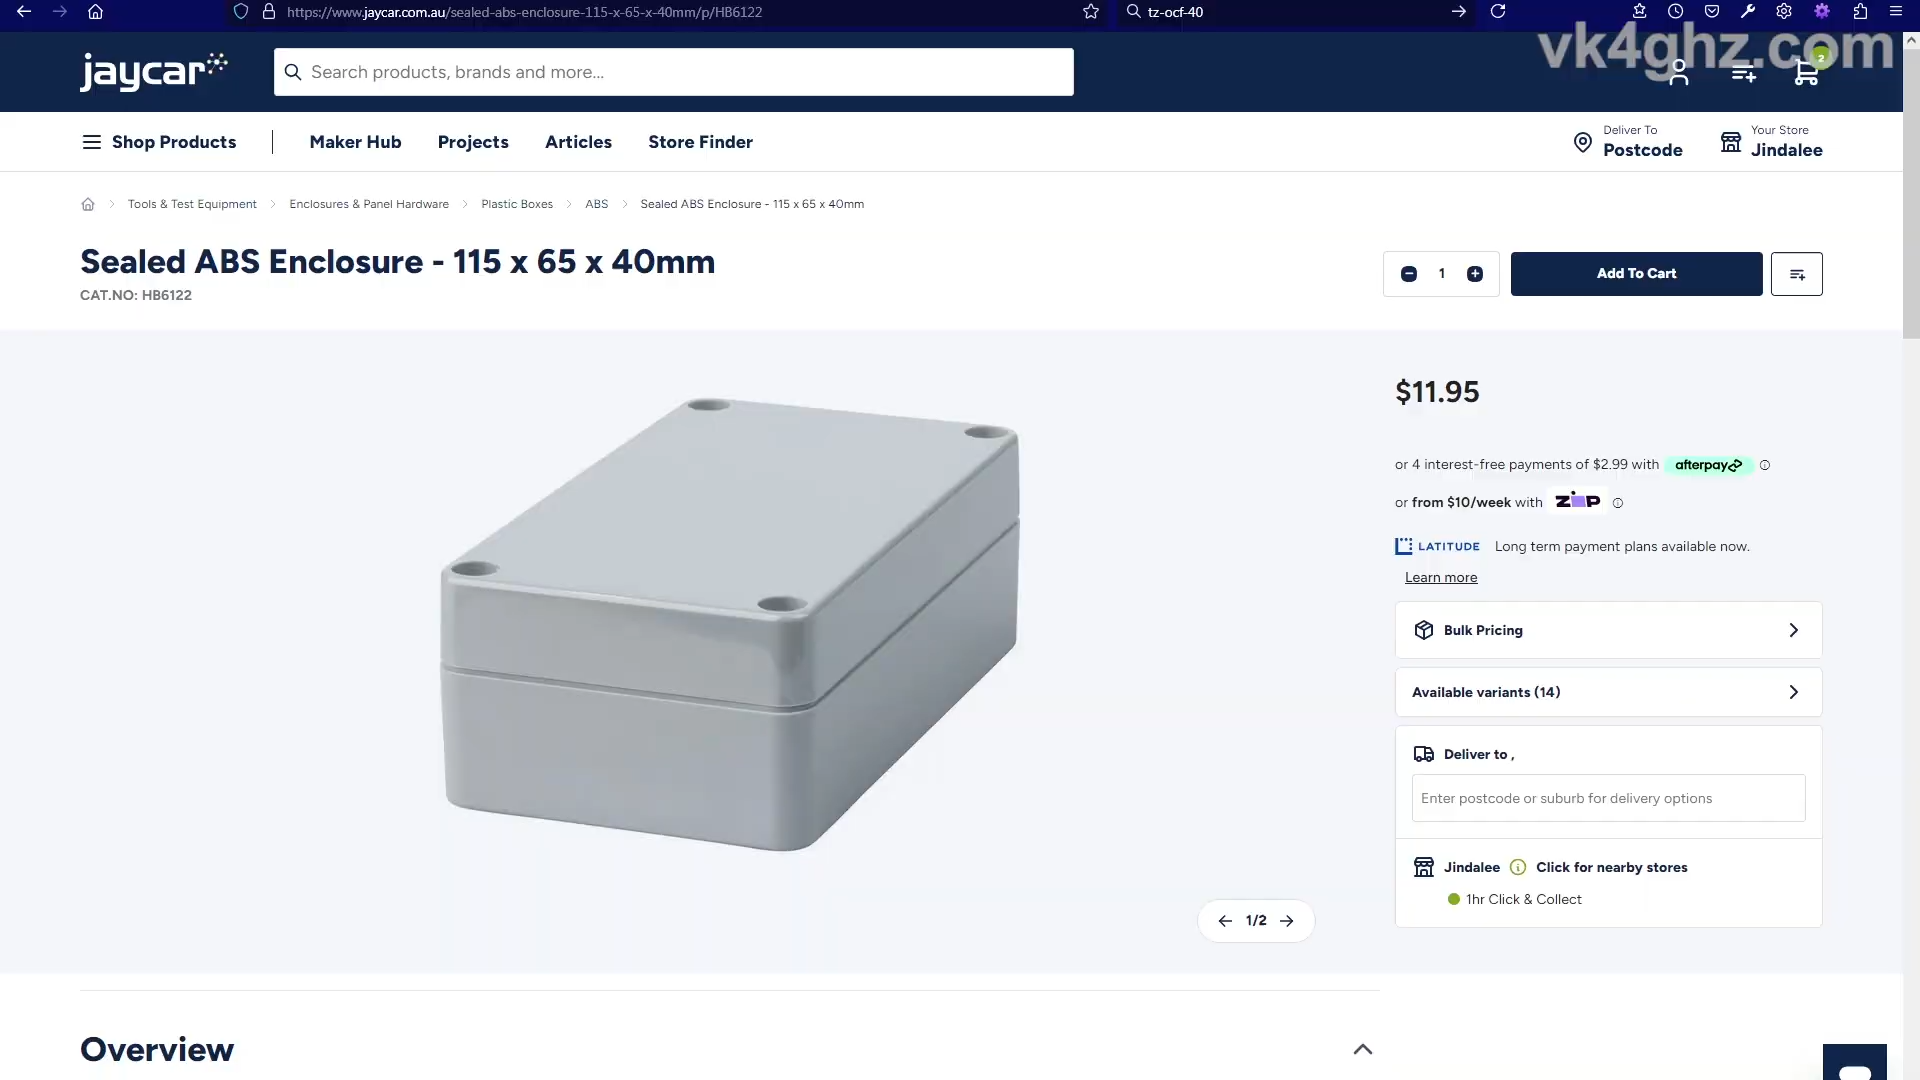 https://www.jaycar.com.au/sealed-abs-enclosure-115-x-65-x-40mm/p/HB6122
tz-ocf-40
vk4ghz.com
jaycar
Search products, brands and more...
2
Shop Products
Maker Hub
Projects
Articles
Store Finder
Deliver To
Postcode
Your Store
Jindalee
Tools & Test Equipment
Enclosures & Panel Hardware
Plastic Boxes
ABS
Sealed ABS Enclosure - 115 x 65 x 40mm
Sealed ABS Enclosure - 115 x 65 x 40mm
CAT.NO: HB6122
1
Add To Cart
$11.95
or 4 interest-free payments of $2.99 with afterpay
or from $10/week with ZIP
LATITUDE Long term payment plans available now.
Learn more
Bulk Pricing
Available variants (14)
Deliver to ,
Enter postcode or suburb for delivery options
Jindalee Click for nearby stores
1hr Click & Collect
1/2
Overview